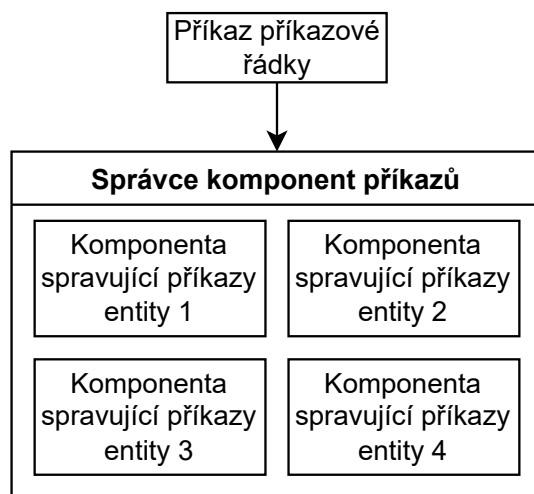 Příkaz příkazové
řádky
Správce komponent příkazů
Komponenta
spravující příkazy
entity 1
Komponenta
spravující příkazy
entity 2
Komponenta
spravující příkazy
entity 3
Komponenta
spravující příkazy
entity 4